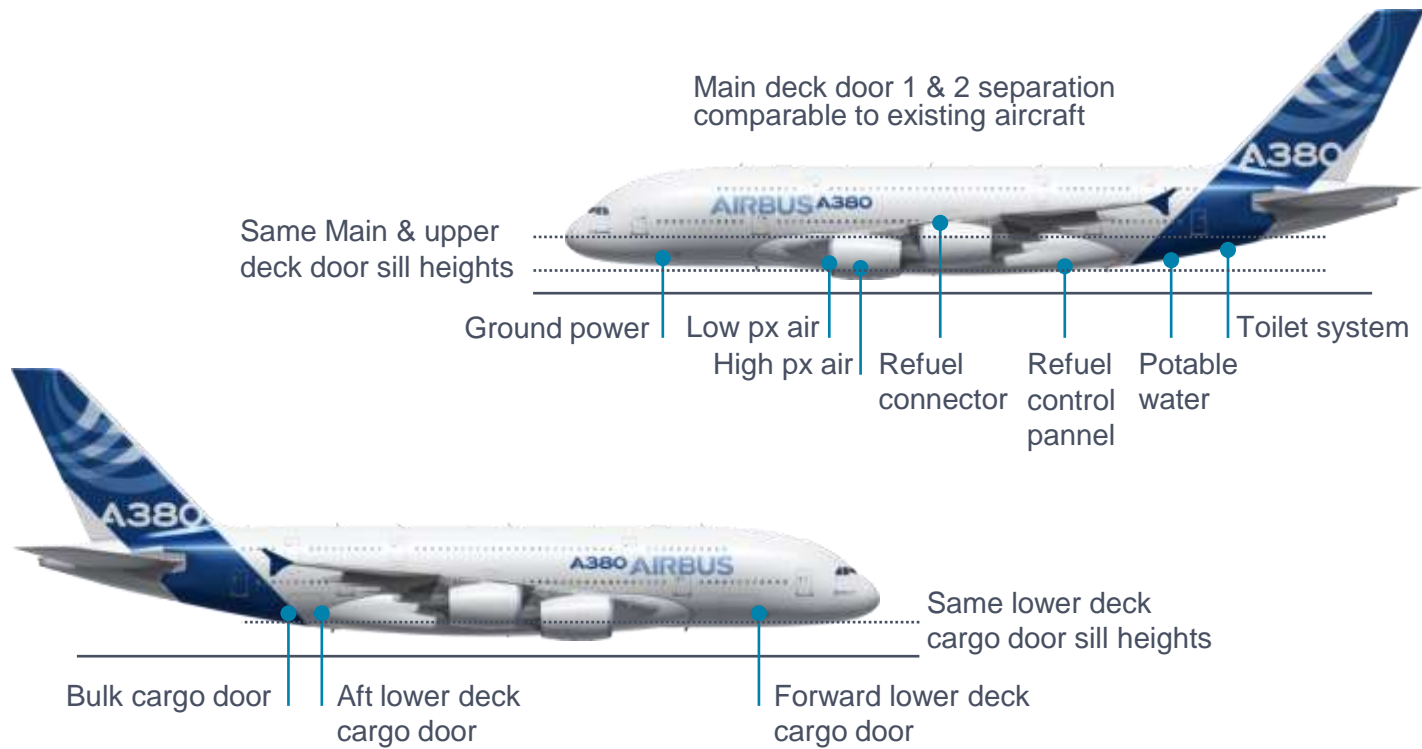 Main deck door 1 & 2 separation
comparable to existing aircraft
A380
AIRBUS A380
Same Main & upper
deck door sill heights
Ground power
Low px air
High px air
Refuel
connector
Refuel
control
pannel
Potable
water
Toilet system
A380
A380 AIRBUS
Same lower deck
cargo door sill heights
Bulk cargo door
Aft lower deck
cargo door
Forward lower deck
cargo door